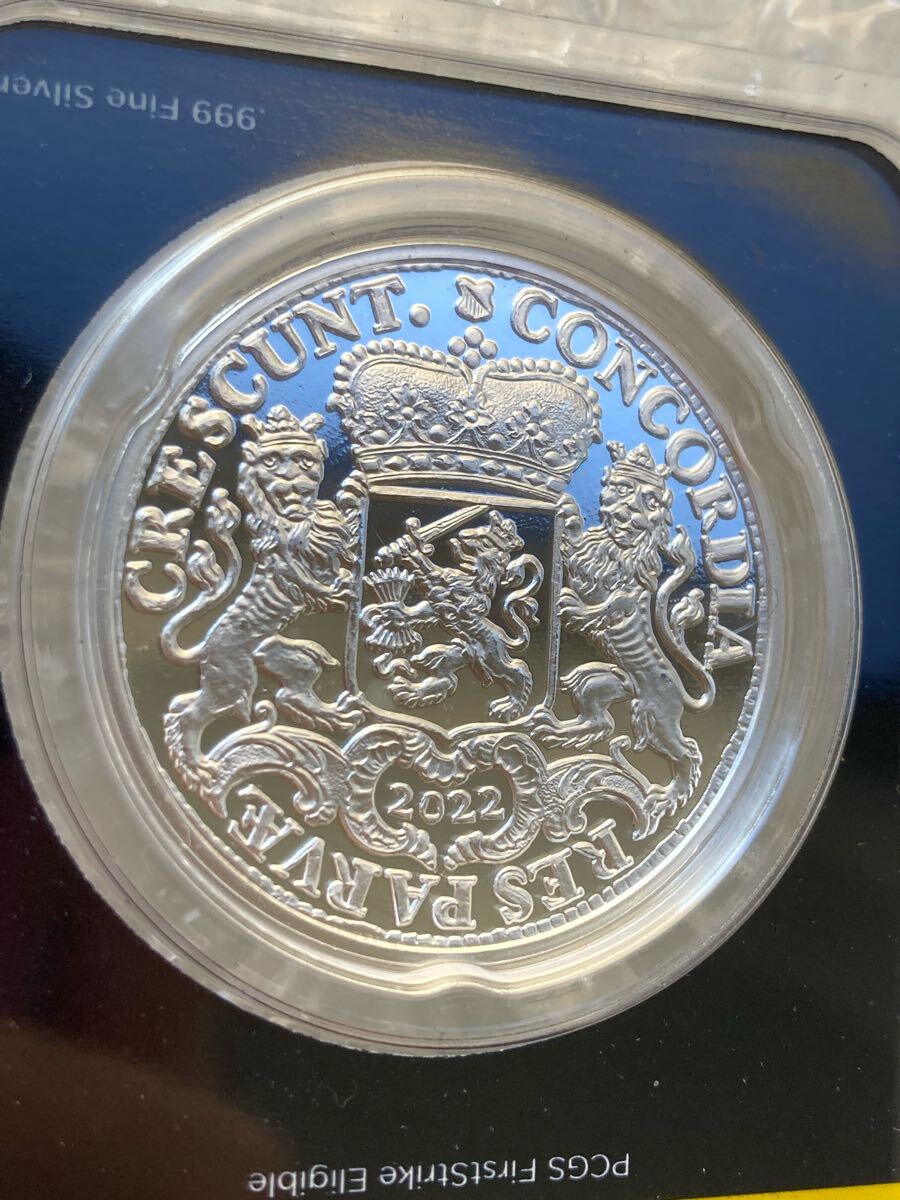 .999 Fine Silver
CONCORDIA RES PARVÆ CRESCUNT.
2022
PCGS FirstStrike Eligible